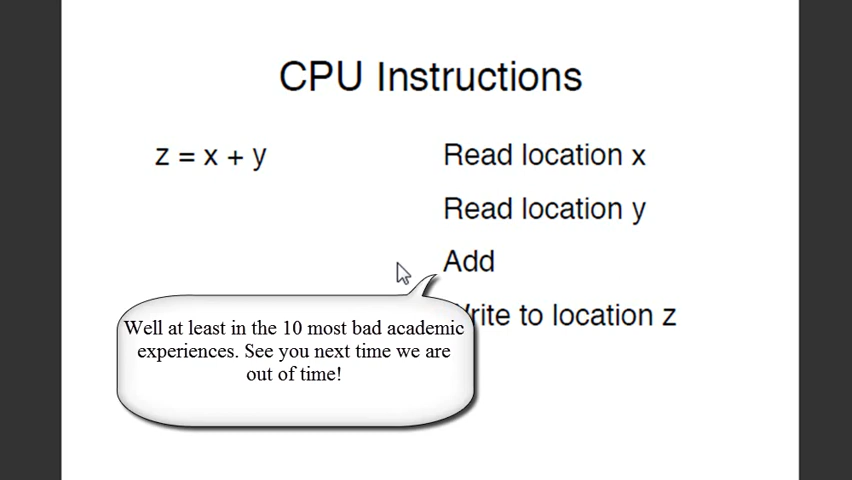 CPU Instructions
z = x + y
Read location x
Read location y
Add
Write to location z
Well at least in the 10 most bad academic
experiences. See you next time we are
out of time!